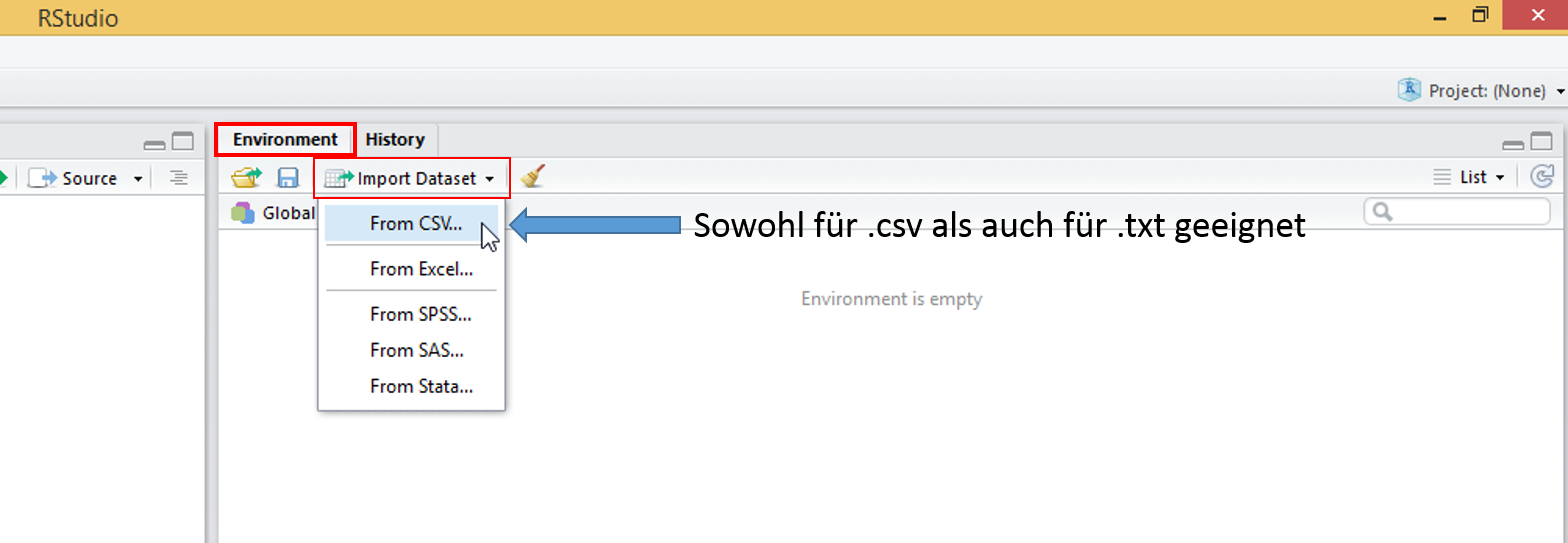 RStudio
Project: (None)
Environment
History
Source
Import Dataset
List
Global
From CSV...
Sowohl für .csv als auch für .txt geeignet
From Excel...
Environment is empty
From SPSS...
From SAS...
From Stata...